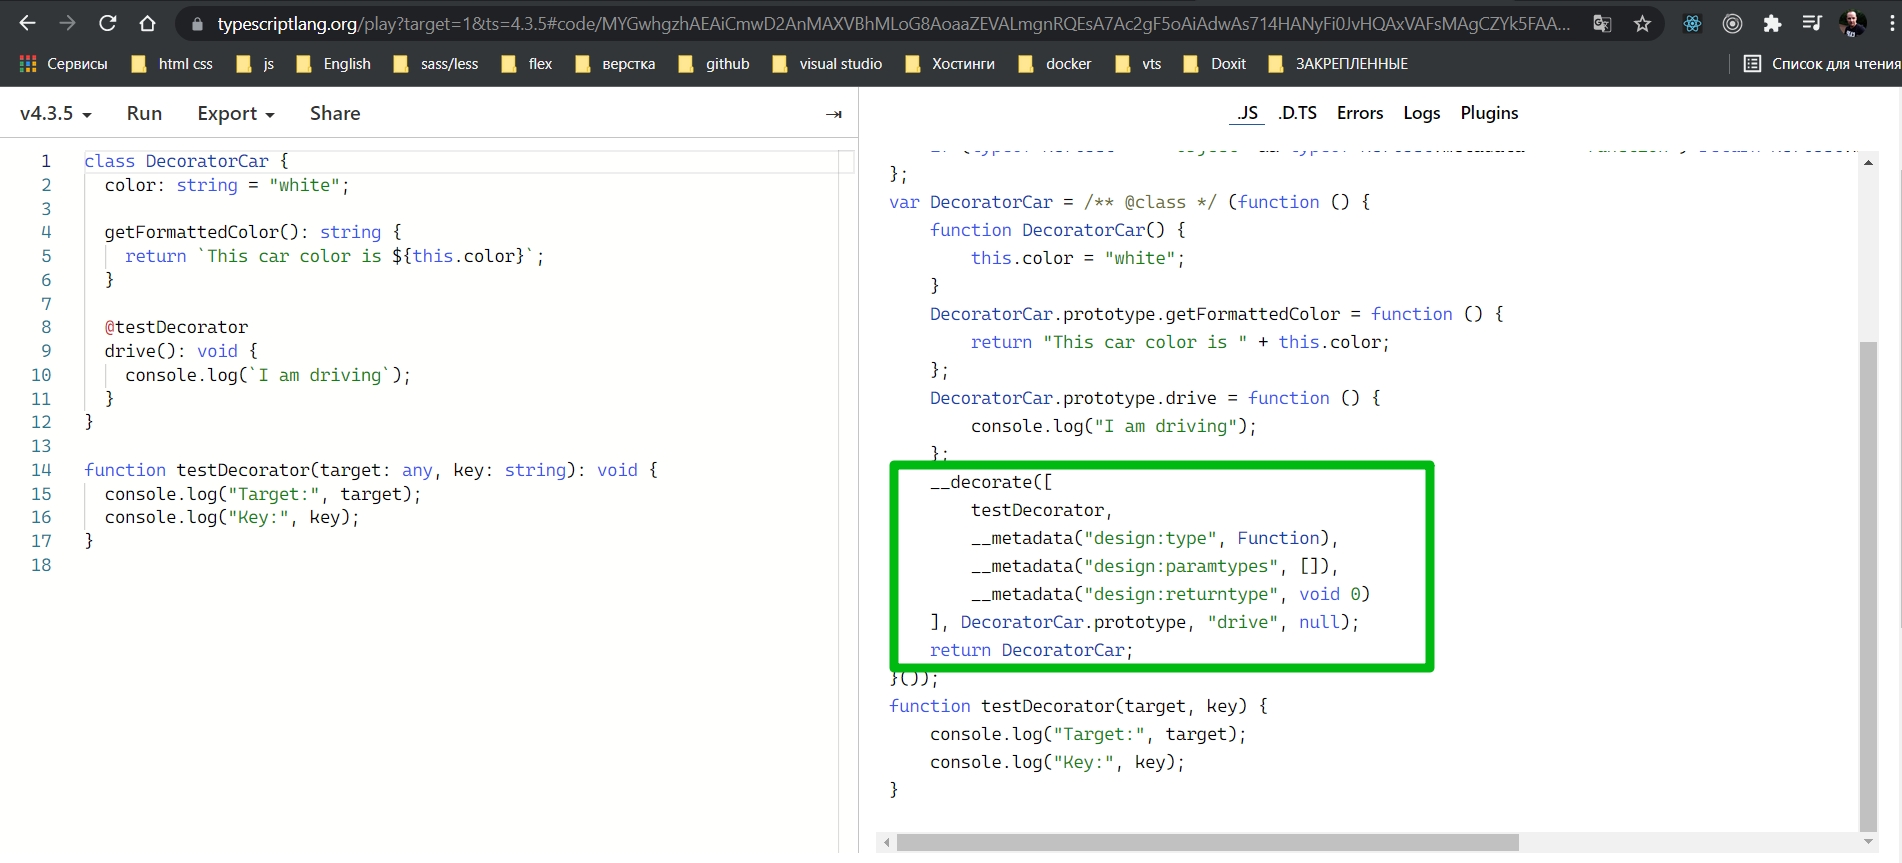 typescriptlang.org/play?target=1&ts=4.3.5#code/MYGwhgzhAEAiCmwD2AnMAXVBhMLoG8AoaaZEVALmgnRQEsA7Ac2gF5oAiAdwAs714HANyFi0JvHQAxVAFsMAgCZYk5FAA...
Сервисы html css js English sass/less flex верстка github visual studio Хостинги docker vts Doxit ЗАКРЕПЛЕННЫЕ Список для чтения
v4.3.5 Run Export Share
1 class DecoratorCar {
2 color: string = "white";
3
4 getFormattedColor(): string {
5 return `This car color is ${this.color}`;
6 }
7
8 @testDecorator
9 drive(): void {
10 console.log(`I am driving`);
11 }
12 }
13
14 function testDecorator(target: any, key: string): void {
15 console.log("Target:", target);
16 console.log("Key:", key);
17 }
18
.JS .D.TS Errors Logs Plugins
};
var DecoratorCar = /** @class */ (function () {
function DecoratorCar() {
this.color = "white";
}
DecoratorCar.prototype.getFormattedColor = function () {
return "This car color is " + this.color;
};
DecoratorCar.prototype.drive = function () {
console.log("I am driving");
};
__decorate([
testDecorator,
__metadata("design:type", Function),
__metadata("design:paramtypes", []),
__metadata("design:returntype", void 0)
], DecoratorCar.prototype, "drive", null);
return DecoratorCar;
}());
function testDecorator(target, key) {
console.log("Target:", target);
console.log("Key:", key);
}